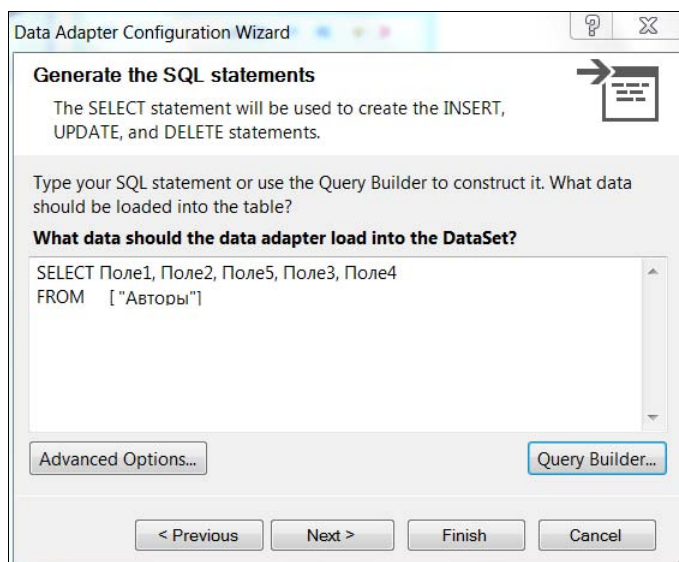 Data Adapter Configuration Wizard
Generate the SQL statements
The SELECT statement will be used to create the INSERT,
UPDATE, and DELETE statements.
Type your SQL statement or use the Query Builder to construct it. What data
should be loaded into the table?
What data should the data adapter load into the DataSet?
SELECT Поле1, Поле2, Поле5, Поле3, Поле4
FROM ["Авторы"]
Advanced Options...
Query Builder...
< Previous
Next >
Finish
Cancel